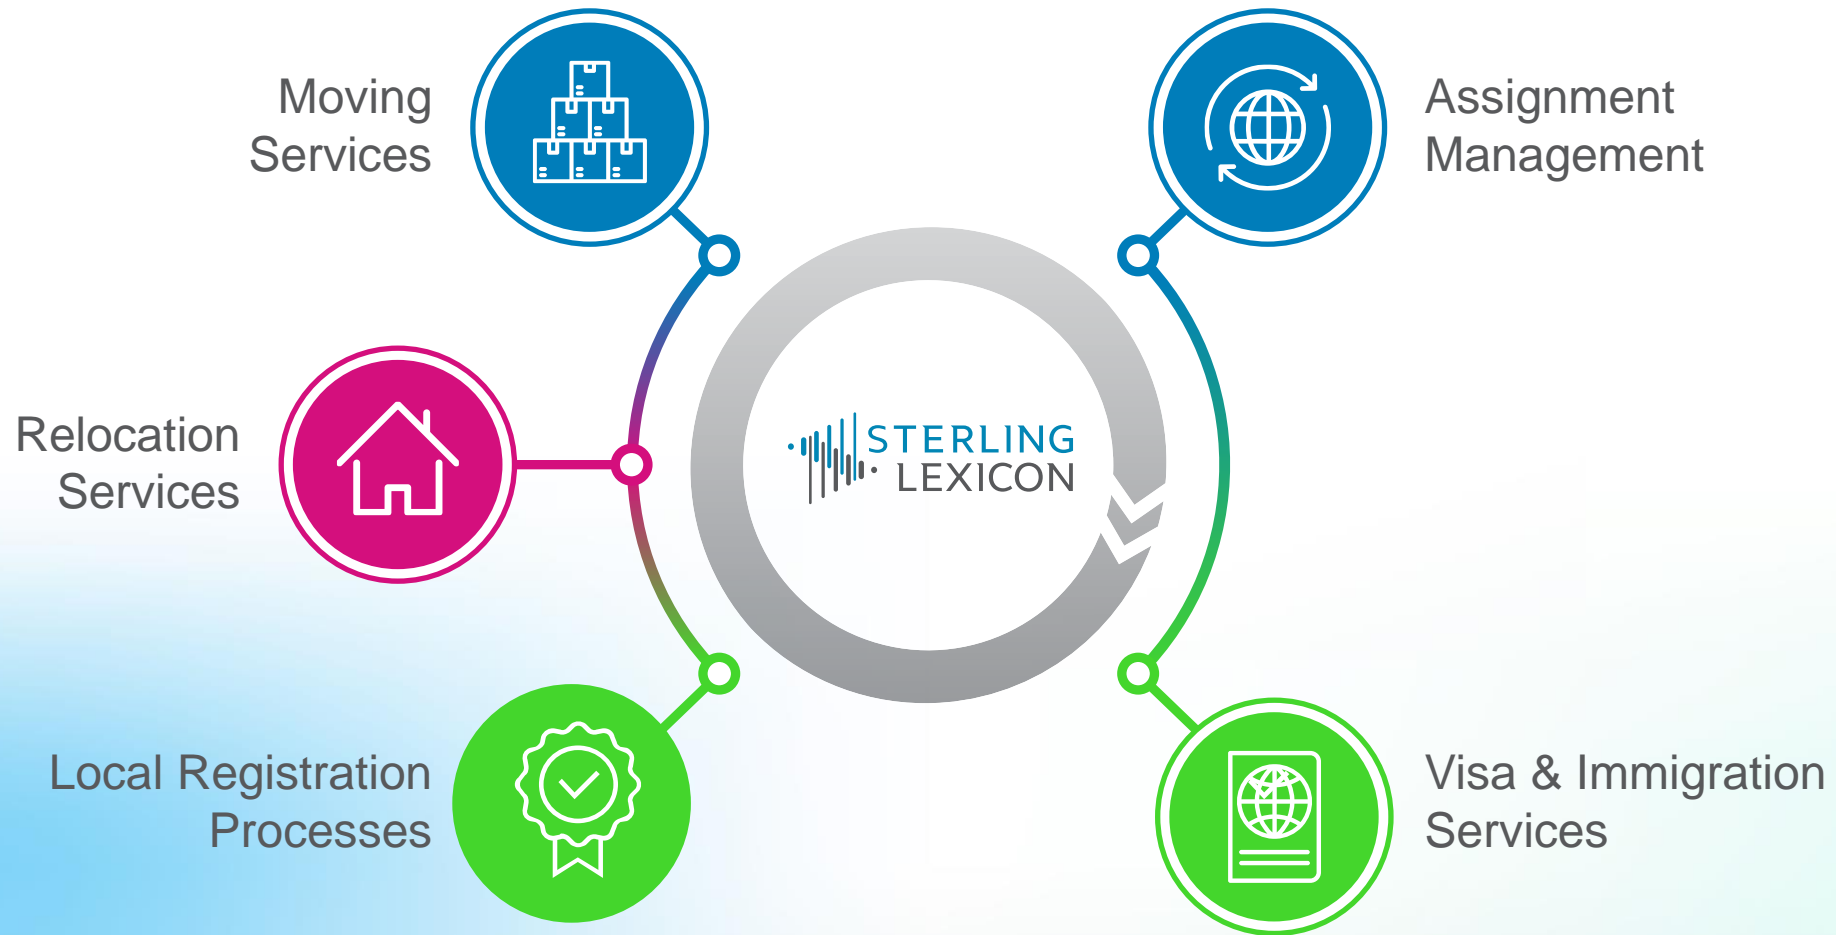 Moving
Services
Assignment
Management
Relocation
Services
STERLING
LEXICON
Local Registration
Processes
Visa & Immigration
Services